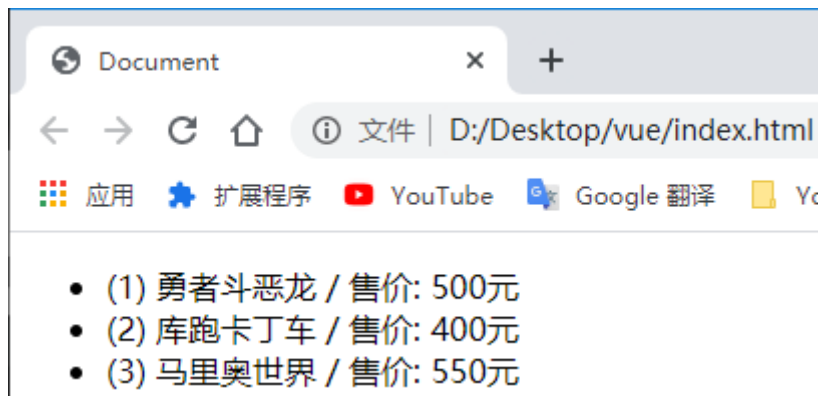 Document
文件 D:/Desktop/vue/index.html
应用 扩展程序 YouTube Google 翻译
(1) 勇者斗恶龙 / 售价: 500元
(2) 库跑卡丁车 / 售价: 400元
(3) 马里奥世界 / 售价: 550元